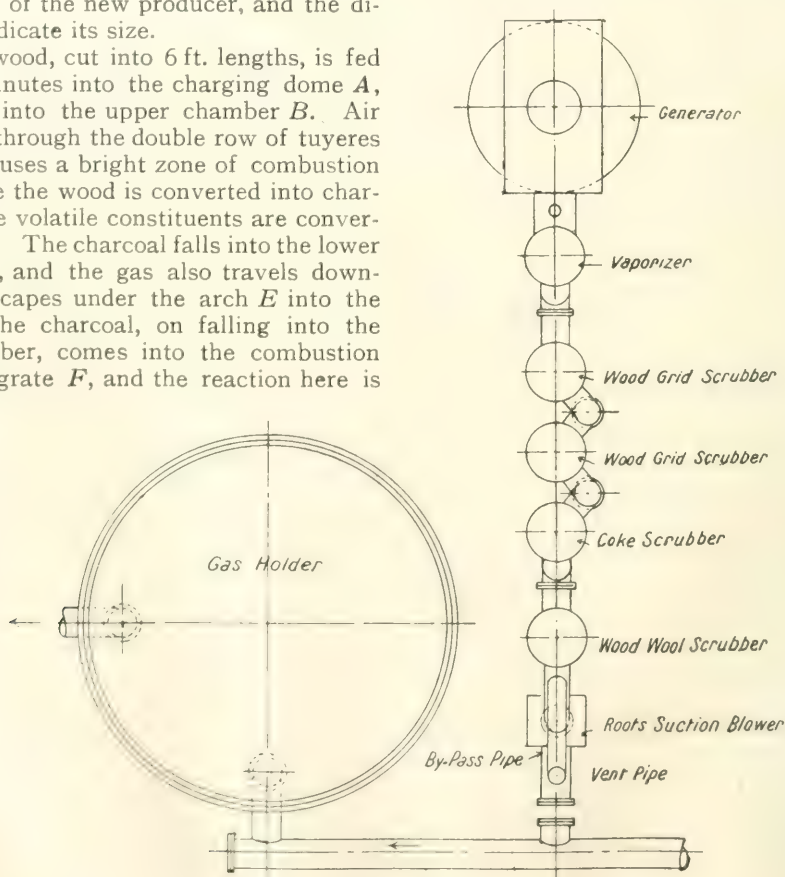 of the new producer, and the di-
dicate its size.
wood, cut into 6 ft. lengths, is fed
nutes into the charging dome A,
into the upper chamber B. Air
through the double row of tuyeres
uses a bright zone of combustion
e the wood is converted into char-
e volatile constituents are conver-
The charcoal falls into the lower
, and the gas also travels down-
capes under the arch E into the
he charcoal, on falling into the
ber, comes into the combustion
grate F, and the reaction here is
Generator
Vaporizer
Wood Grid Scrubber
Wood Grid Scrubber
Coke Scrubber
Gas Holder
Wood Wool Scrubber
Roots Suction Blower
By-Pass Pipe
Vent Pipe